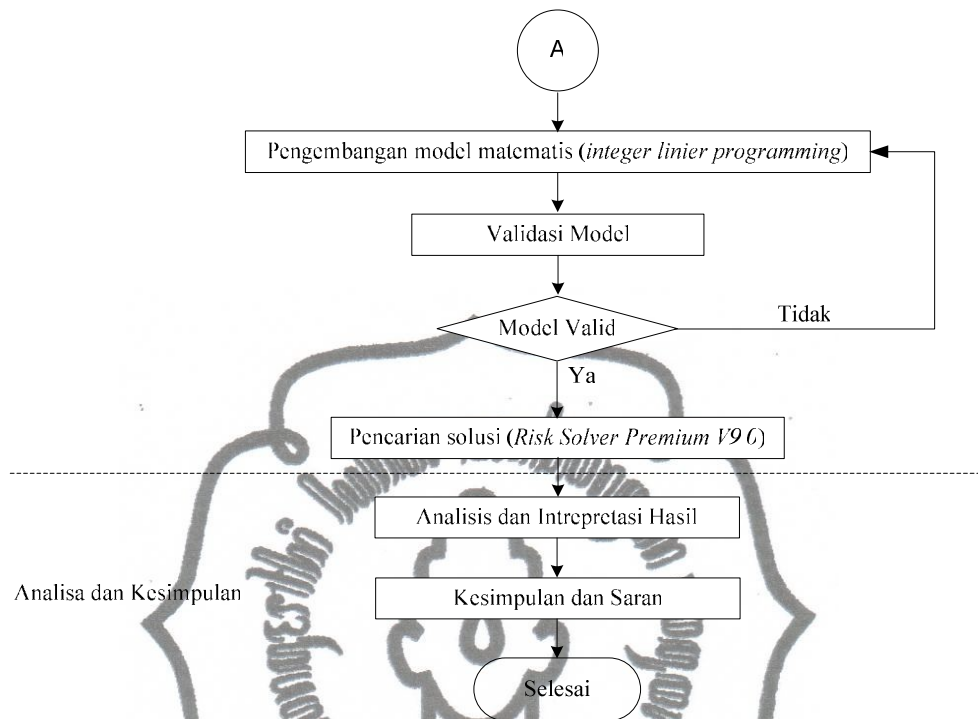 A
Pengembangan model matematis (integer linier programming)
Validasi Model
Model Valid
Tidak
Ya
Pencarian solusi (Risk Solver Premium V9 0)
Analisis dan Intrepretasi Hasil
Analisa dan Kesimpulan
Kesimpulan dan Saran
Selesai